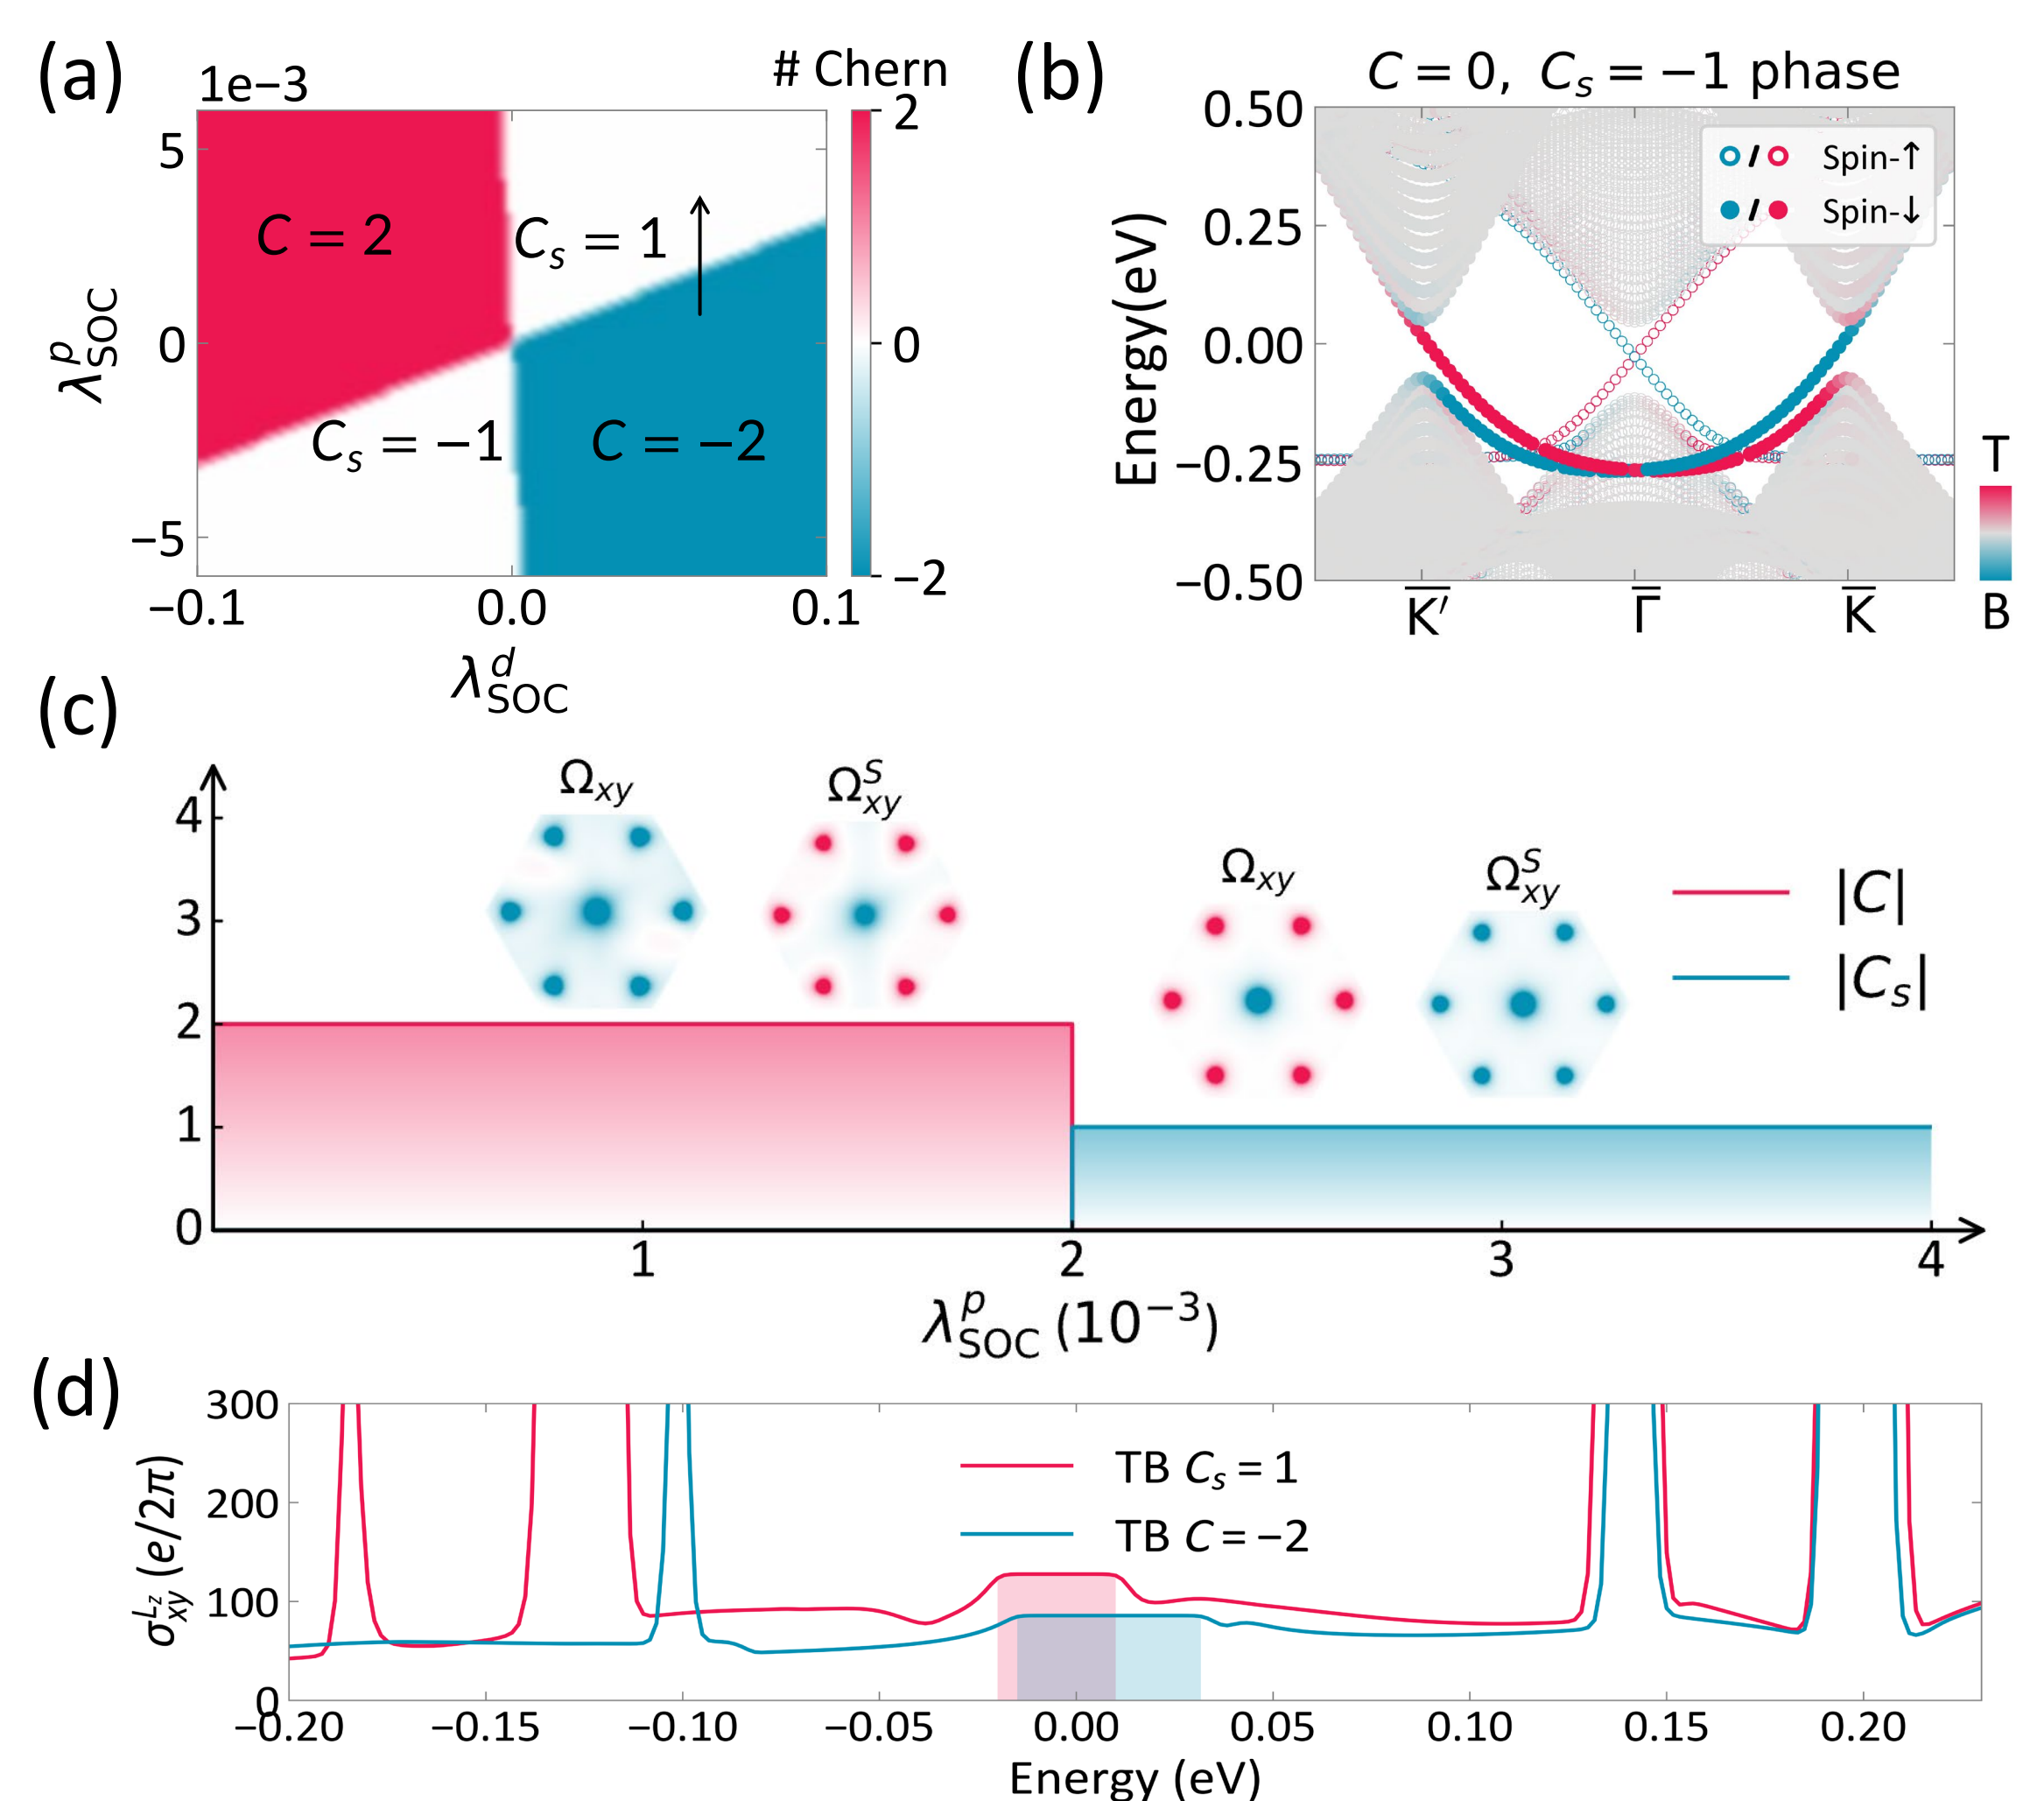 (a)
1e−3
# Chern
5
0
−5
λ^p_SOC
C = 2
C_s = 1
C_s = −1
C = −2
−0.1
0.0
0.1
λ^d_SOC
2
0
−2
(b)
C = 0, C_s = −1 phase
0.50
0.25
0.00
−0.25
−0.50
Energy(eV)
/ Spin-↑
/ Spin-↓
K̅′
Γ̅
K̅
T
B
(c)
4
3
2
1
0
Ω_xy
Ω^S_xy
Ω_xy
Ω^S_xy
|C|
|C_s|
1
2
3
4
λ^p_SOC (10^−3)
(d)
300
200
100
0
σ^L_z_xy (e/2π)
TB C_s = 1
TB C = −2
−0.20
−0.15
−0.10
−0.05
0.00
0.05
0.10
0.15
0.20
Energy (eV)